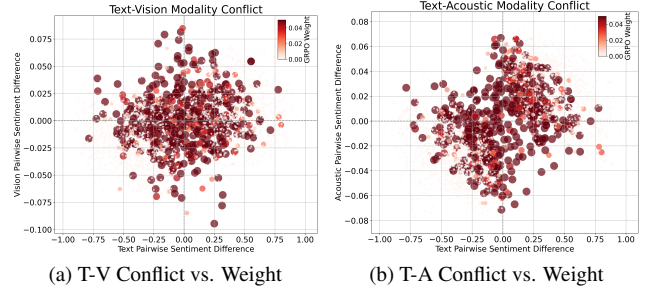 Text-Vision Modality Conflict
0.075
0.050
0.025
0.000
−0.025
−0.050
−0.075
−0.100
Vision Pairwise Sentiment Difference
−1.00 −0.75 −0.50 −0.25 0.00 0.25 0.50 0.75 1.00
Text Pairwise Sentiment Difference
0.04
0.02
0.00
GRPO Weight
(a) T-V Conflict vs. Weight
Text-Acoustic Modality Conflict
0.08
0.06
0.04
0.02
0.00
−0.02
−0.04
−0.06
−0.08
Acoustic Pairwise Sentiment Difference
−1.00 −0.75 −0.50 −0.25 0.00 0.25 0.50 0.75 1.00
Text Pairwise Sentiment Difference
0.04
0.02
0.00
GRPO Weight
(b) T-A Conflict vs. Weight